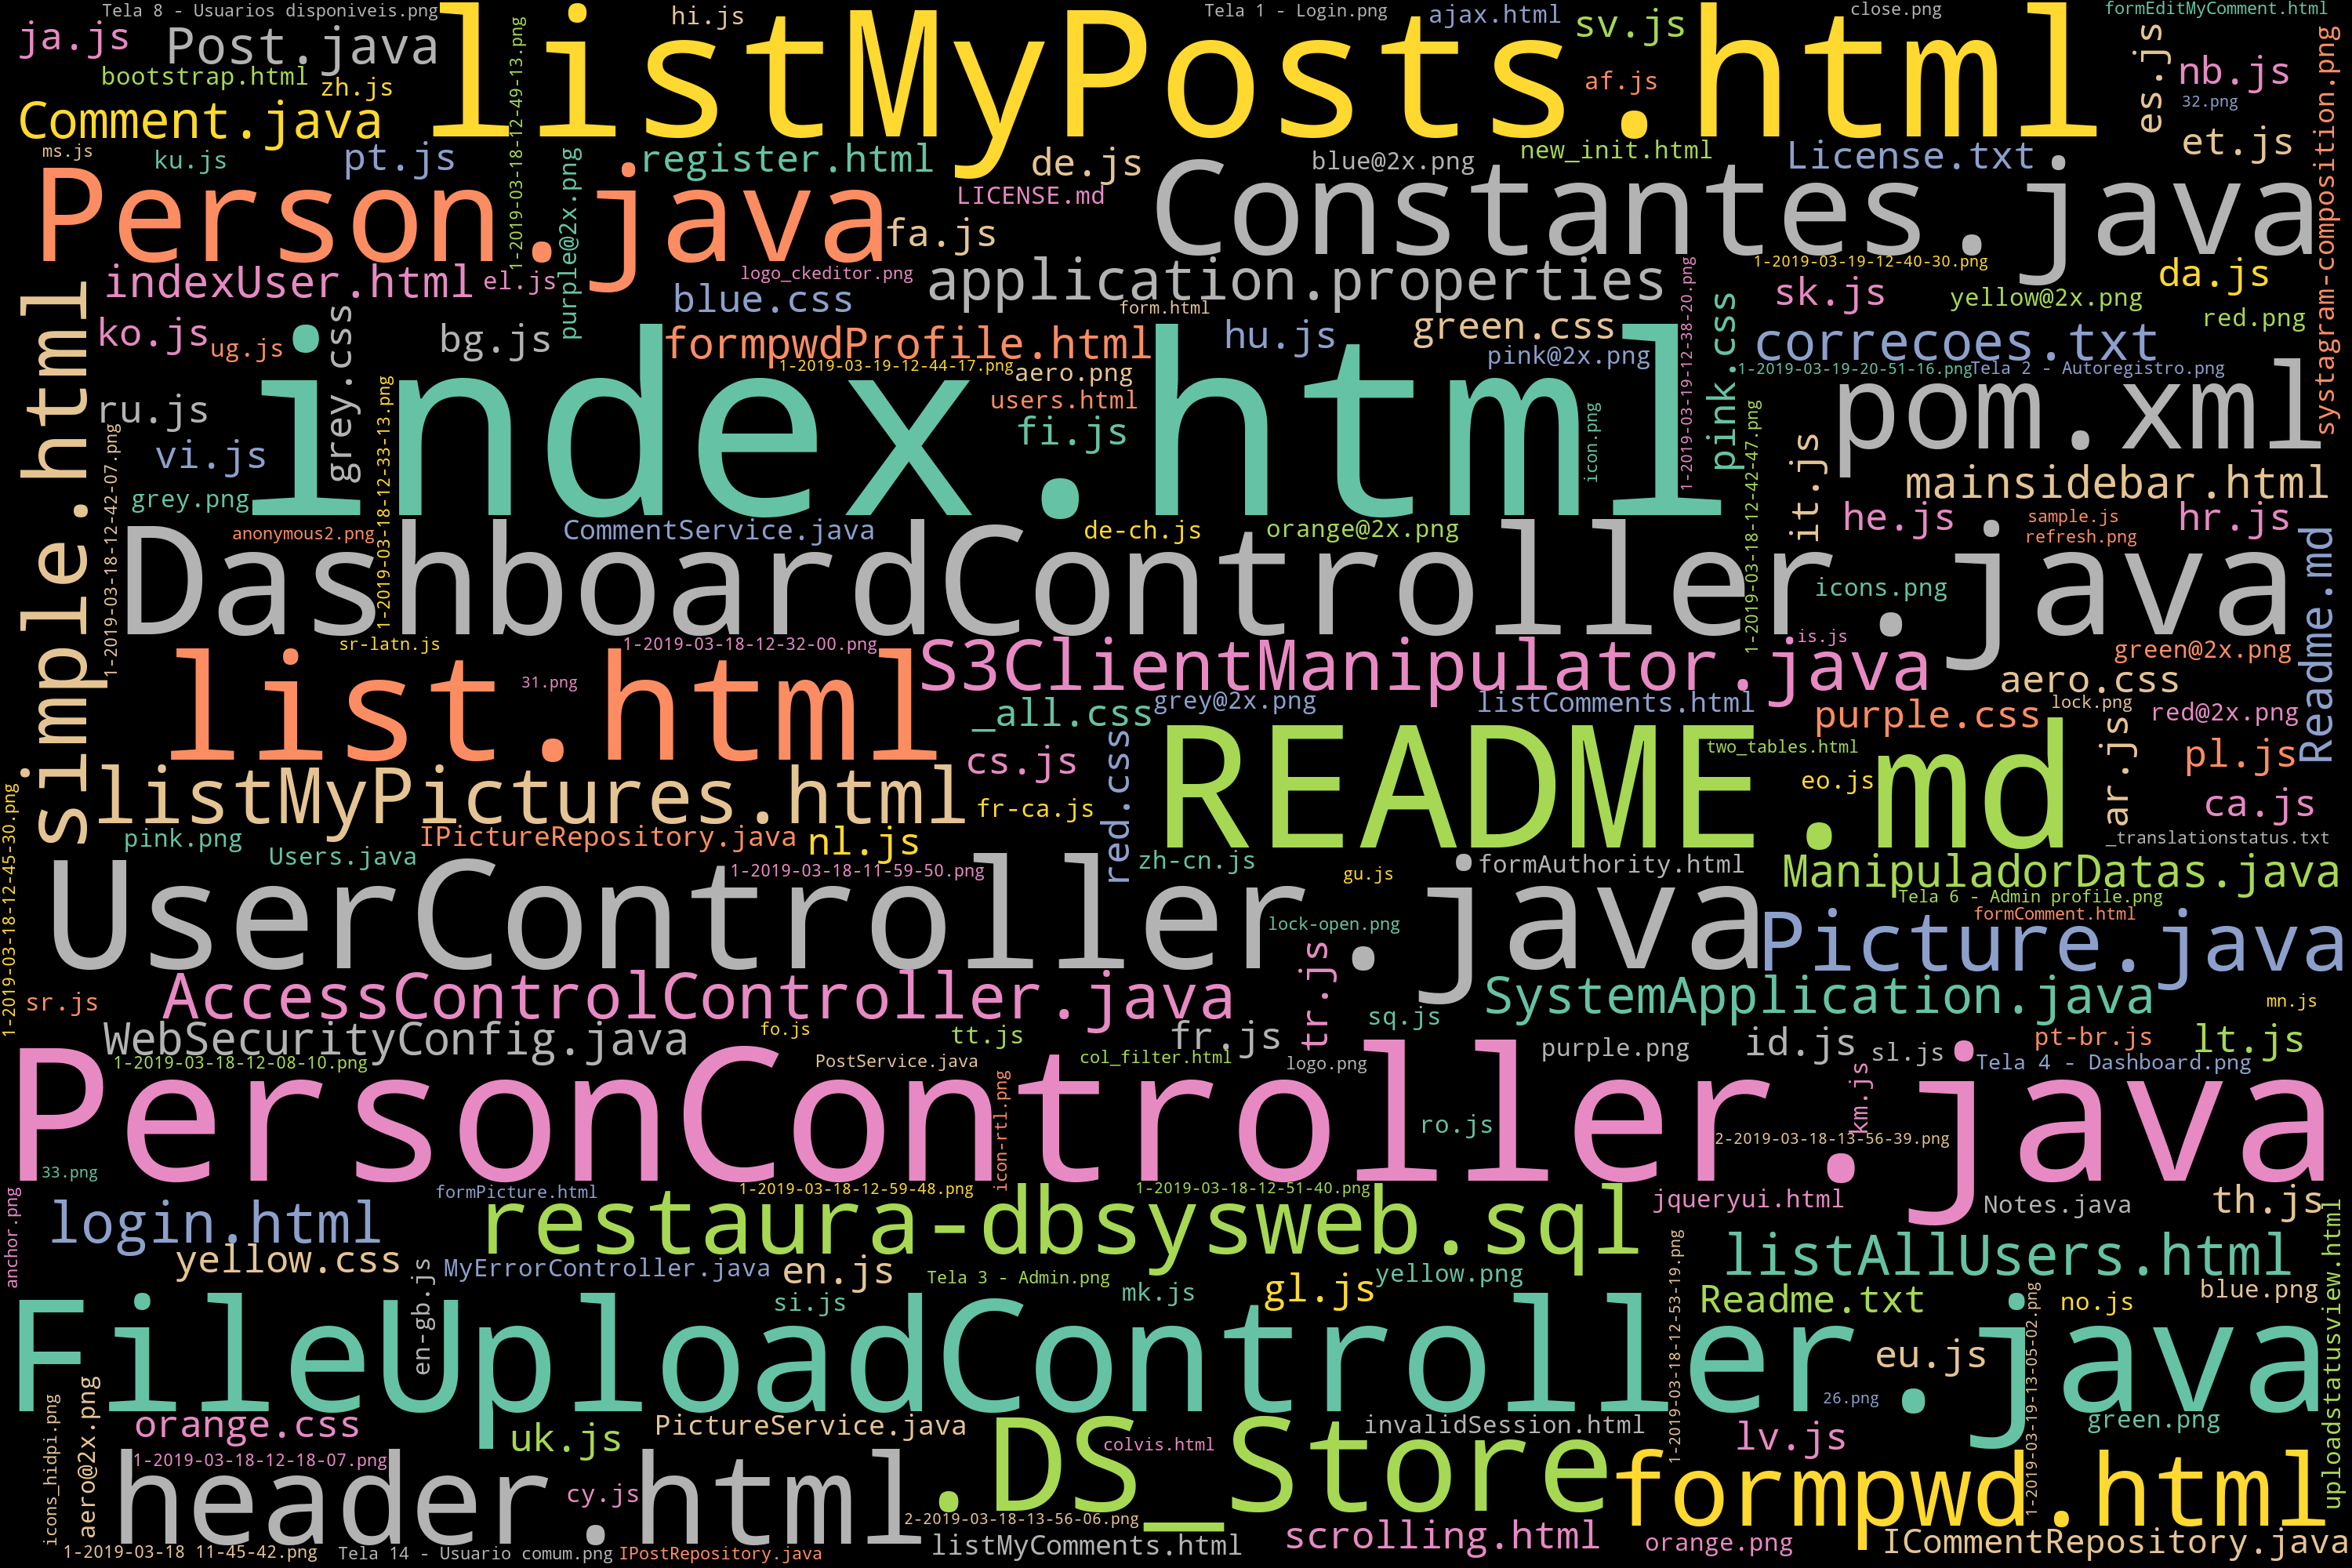 Tela 8 - Usuarios disponiveis.png
hi.js
Tela 1 - Login.png
ajax.html
sv.js
close.png
formEditMyComment.html
ja.js
Post.java
listMyPosts.html
es.js
nb.js
bootstrap.html
zh.js
af.js
32.png
Comment.java
1-2019-03-18-12-49-13.png
et.js
systagram-composition.png
ms.js
ku.js
pt.js
purple@2x.png
register.html
de.js
blue@2x.png
new_init.html
License.txt
Person.java
LICENSE.md
Constantes.java
fa.js
indexUser.html
el.js
logo_ckeditor.png
application.properties
1-2019-03-19-12-40-30.png
da.js
blue.css
form.html
sk.js
yellow@2x.png
red.png
simple.html
ko.js
ug.js
grey.css
bg.js
formpwdProfile.html
hu.js
green.css
pink@2x.png
1-2019-03-19-12-38-20.png
pink.css
correcoes.txt
1-2019-03-19-12-44-17.png
aero.png
1-2019-03-19-20-51-16.png
Tela 2 - Autoregistro.png
index.html
ru.js
users.html
fi.js
icon.png
pom.xml
vi.js
1-2019-03-18-12-33-13.png
1-2019-03-18-12-42-07.png
1-2019-03-18-12-42-47.png
it.js
mainsidebar.html
grey.png
anonymous2.png
CommentService.java
de-ch.js
orange@2x.png
he.js
sample.js
refresh.png
hr.js
Readme.md
DashboardController.java
icons.png
sr-latn.js
1-2019-03-18-12-32-00.png
S3ClientManipulator.java
is.js
green@2x.png
list.html
31.png
aero.css
_all.css
grey@2x.png
listComments.html
purple.css
lock.png
red@2x.png
README.md
two_tables.html
cs.js
red.css
eo.js
ar.js
pl.js
listMyPictures.html
fr-ca.js
ca.js
1-2019-03-18-12-45-30.png
pink.png
Users.java
IPictureRepository.java
nl.js
_translationstatus.txt
zh-cn.js
formAuthority.html
ManipuladorDatas.java
1-2019-03-18-11-59-50.png
gu.js
Tela 6 - Admin profile.png
UserController.java
lock-open.png
formComment.html
Picture.java
sr.js
AccessControlController.java
tr.js
SystemApplication.java
mn.js
WebSecurityConfig.java
fo.js
tt.js
fr.js
sq.js
id.js
sl.js
pt-br.js
lt.js
1-2019-03-18-12-08-10.png
PostService.java
col_filter.html
logo.png
purple.png
Tela 4 - Dashboard.png
PersonController.java
icon-rtl.png
ro.js
km.js
2-2019-03-18-13-56-39.png
33.png
formPicture.html
1-2019-03-18-12-59-48.png
1-2019-03-18-12-51-40.png
jqueryui.html
Notes.java
th.js
anchor.png
login.html
restaura-dbsysweb.sql
uploadstatusview.html
yellow.css
en-gb.js
MyErrorController.java
en.js
Tela 3 - Admin.png
mk.js
gl.js
yellow.png
1-2019-03-18-12-53-19.png
listAllUsers.html
si.js
Readme.txt
1-2019-03-19-13-05-02.png
no.js
blue.png
FileUploadController.java
eu.js
26.png
icons_hidpi.png
aero@2x.png
orange.css
uk.js
PictureService.java
.DS_Store
colvis.html
invalidSession.html
lv.js
green.png
1-2019-03-18-12-18-07.png
header.html
cy.js
formpwd.html
2-2019-03-18-13-56-06.png
1-2019-03-18 11-45-42.png
Tela 14 - Usuario comum.png
IPostRepository.java
listMyComments.html
scrolling.html
orange.png
ICommentRepository.java